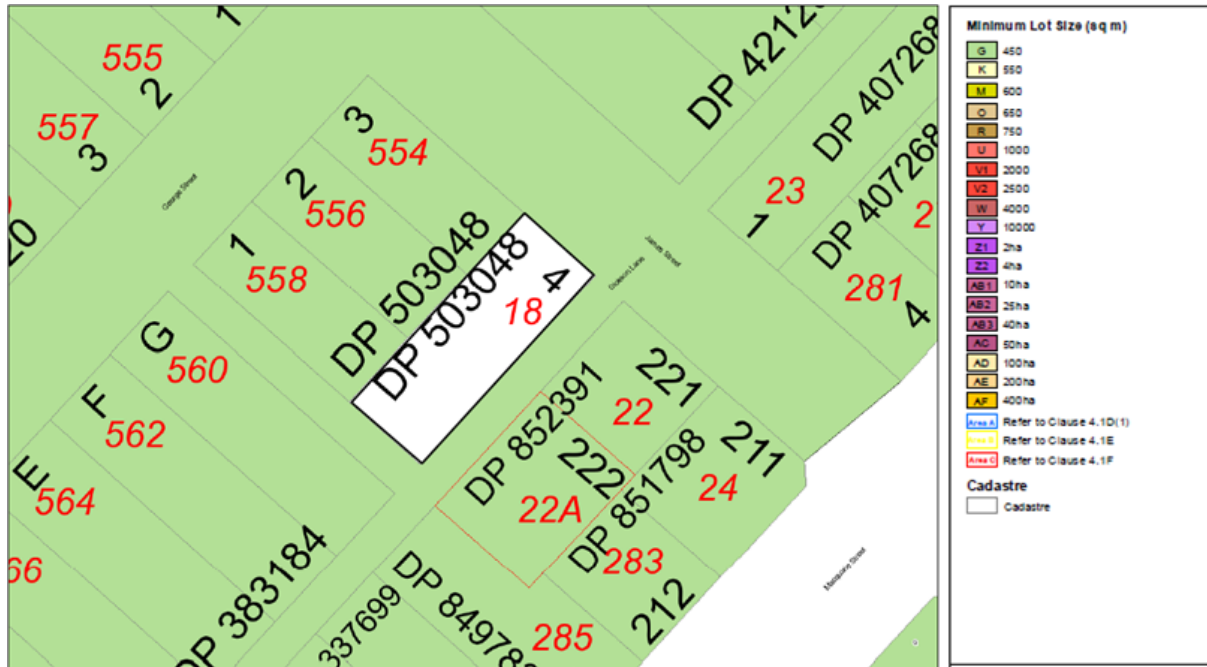 555
1
2
557
3
20
George Street
3
554
2
556
1
558
DP 503048
DP 503048
4
18
DP 42126
DP 407268
23
1
DP 407268
2
281
4
James Street
Dickson Lane
G
560
F
562
E
564
66
DP 383184
221
22
DP 852391
222
22A
211
24
DP 851798
283
212
DP 84978
285
337699
Macquarie Street
Minimum Lot Size (sq m)
G 450
K 550
M 600
O 650
R 750
U 1000
V1 2000
V2 2500
W 4000
Y 10000
Z1 2ha
Z2 4ha
AB1 10ha
AB2 25ha
AB3 40ha
AC 50ha
AD 100ha
AE 200ha
AF 400ha
Area A Refer to Clause 4.1D(1)
Refer to Clause 4.1E
Area C Refer to Clause 4.1F
Cadastre
Cadastre